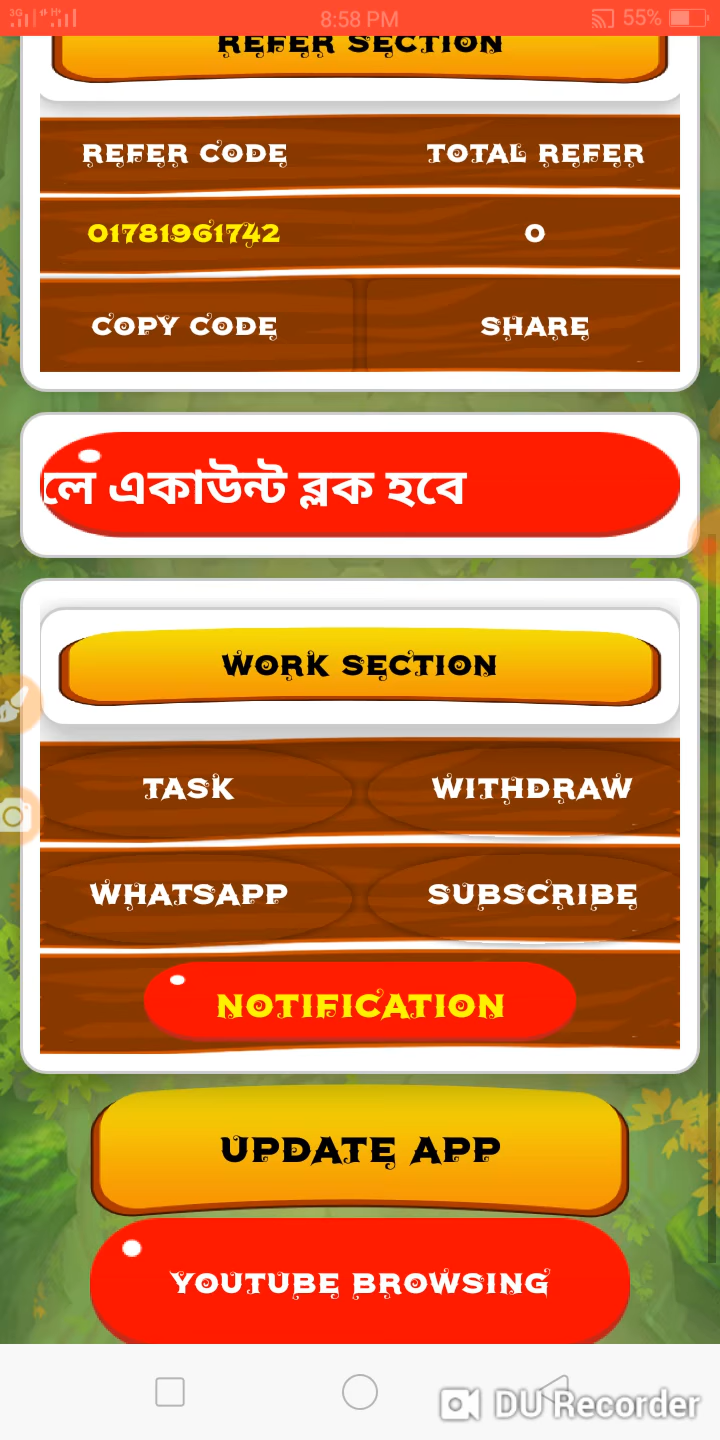 3G H+ 8:58 PM 55%
REFER SECTION
REFER CODE TOTAL REFER
01781961742 0
COPY CODE SHARE
লে একাউন্ট ব্লক হবে
WORK SECTION
TASK WITHDRAW
WHATSAPP SUBSCRIBE
NOTIFICATION
UPDATE APP
YOUTUBE BROWSING
DU Recorder